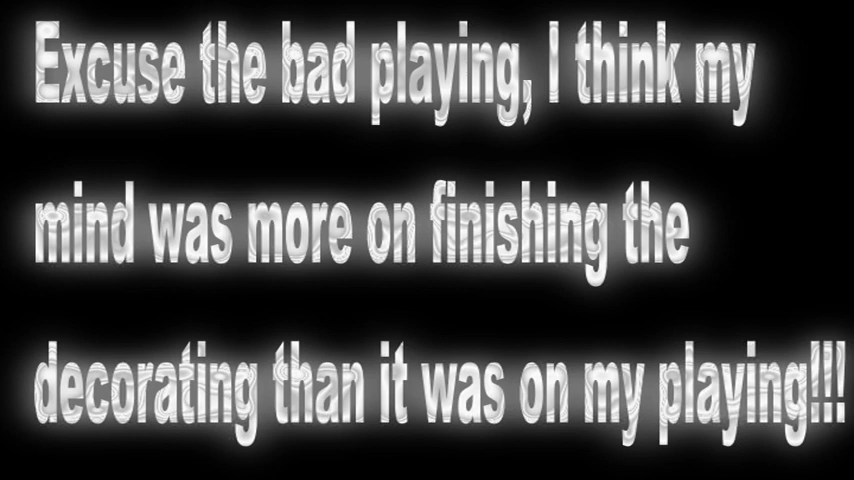 Excuse the bad playing, I think my
mind was more on finishing the
decorating than it was on my playing!!!